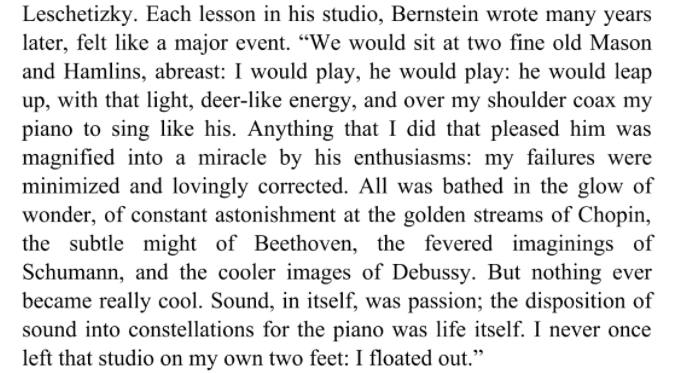 Leschetizky. Each lesson in his studio, Bernstein wrote many years
later, felt like a major event. “We would sit at two fine old Mason
and Hamlins, abreast: I would play, he would play: he would leap
up, with that light, deer-like energy, and over my shoulder coax my
piano to sing like his. Anything that I did that pleased him was
magnified into a miracle by his enthusiasms: my failures were
minimized and lovingly corrected. All was bathed in the glow of
wonder, of constant astonishment at the golden streams of Chopin,
the subtle might of Beethoven, the fevered imaginings of
Schumann, and the cooler images of Debussy. But nothing ever
became really cool. Sound, in itself, was passion; the disposition of
sound into constellations for the piano was life itself. I never once
left that studio on my own two feet: I floated out.”